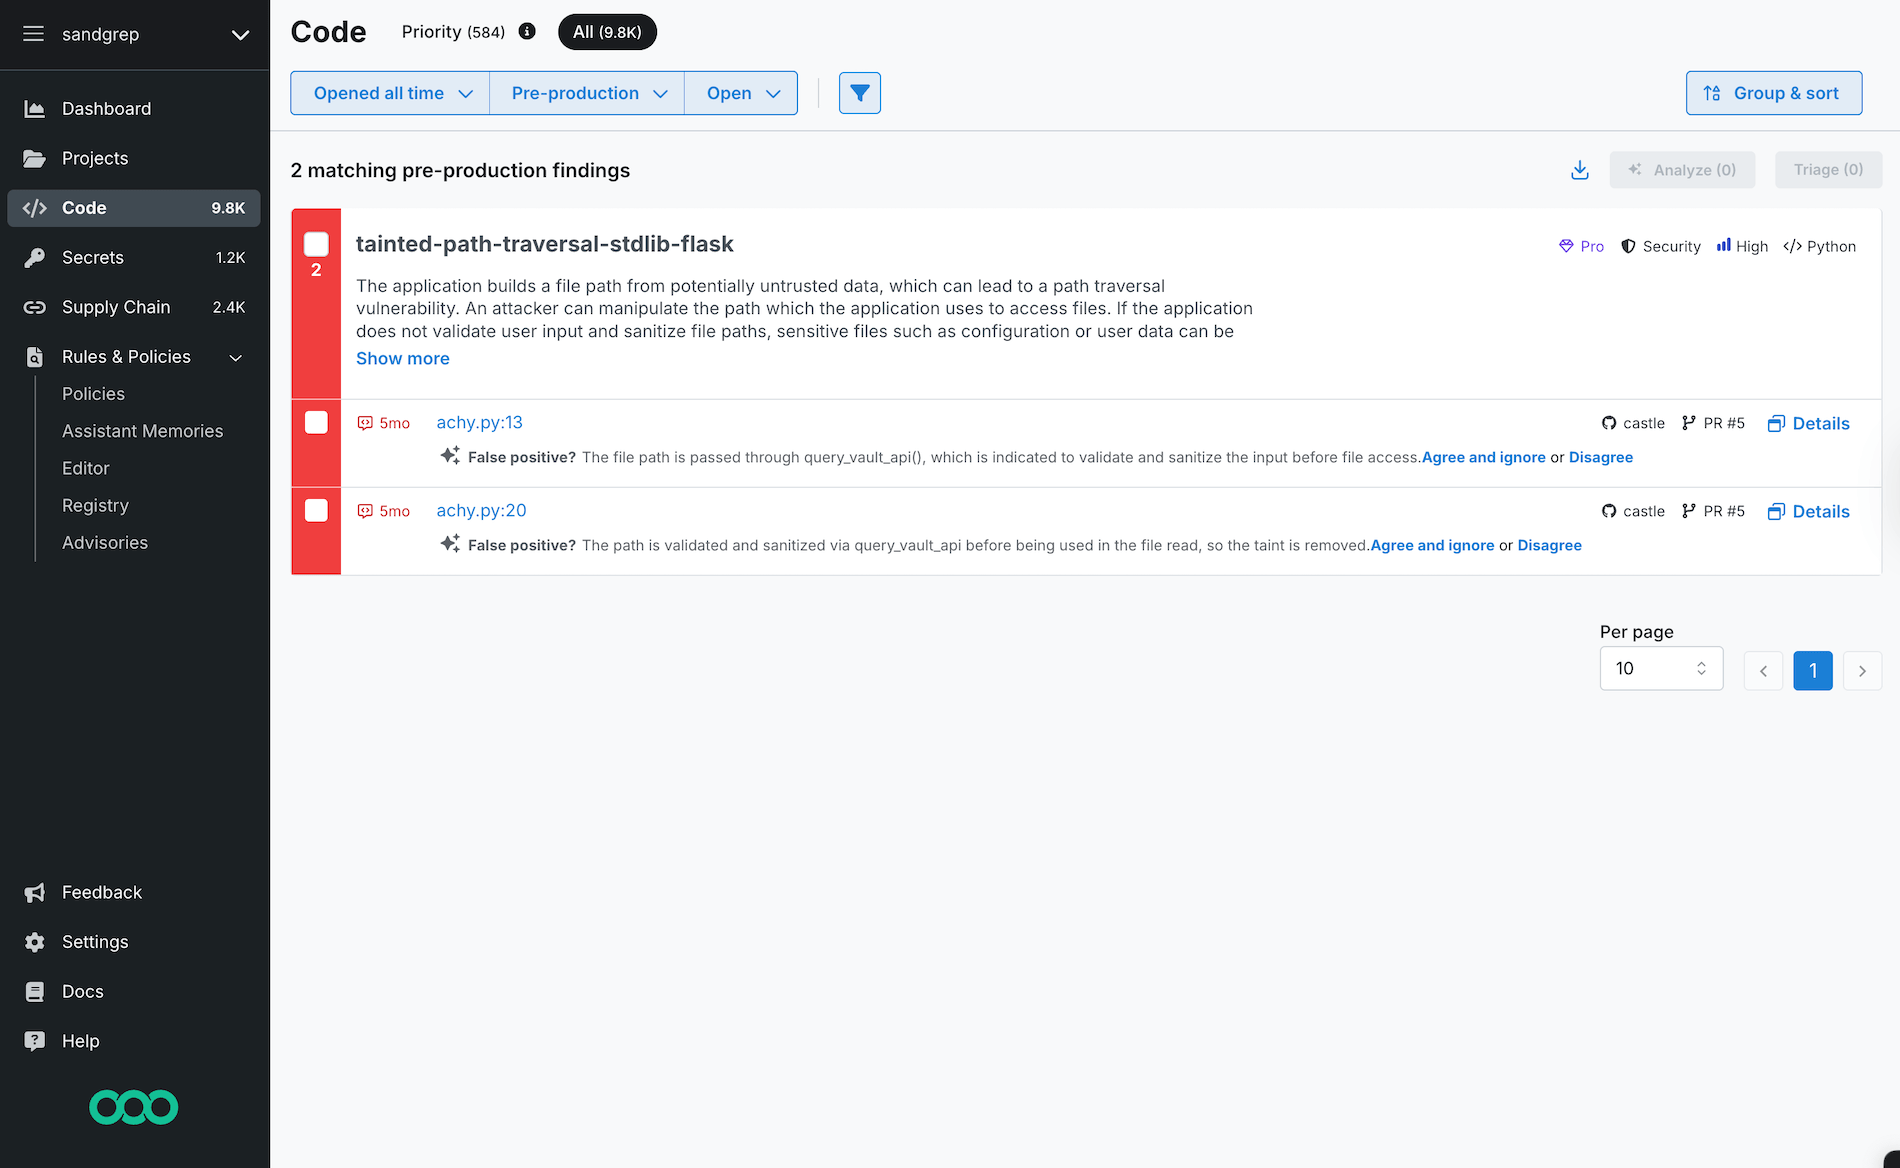 sandgrep
Dashboard
Projects
Code 9.8K
Secrets 1.2K
Supply Chain 2.4K
Rules & Policies
Policies
Assistant Memories
Editor
Registry
Advisories
Feedback
Settings
Docs
Help
Code Priority (584) All (9.8K)
Opened all time Pre-production Open Group & sort
2 matching pre-production findings Analyze (0) Triage (0)
2
tainted-path-traversal-stdlib-flask Pro Security High Python
The application builds a file path from potentially untrusted data, which can lead to a path traversal
vulnerability. An attacker can manipulate the path which the application uses to access files. If the application
does not validate user input and sanitize file paths, sensitive files such as configuration or user data can be
Show more
5mo achy.py:13 castle PR #5 Details
False positive? The file path is passed through query_vault_api(), which is indicated to validate and sanitize the input before file access.Agree and ignore or Disagree
5mo achy.py:20 castle PR #5 Details
False positive? The path is validated and sanitized via query_vault_api before being used in the file read, so the taint is removed.Agree and ignore or Disagree
Per page
10 1